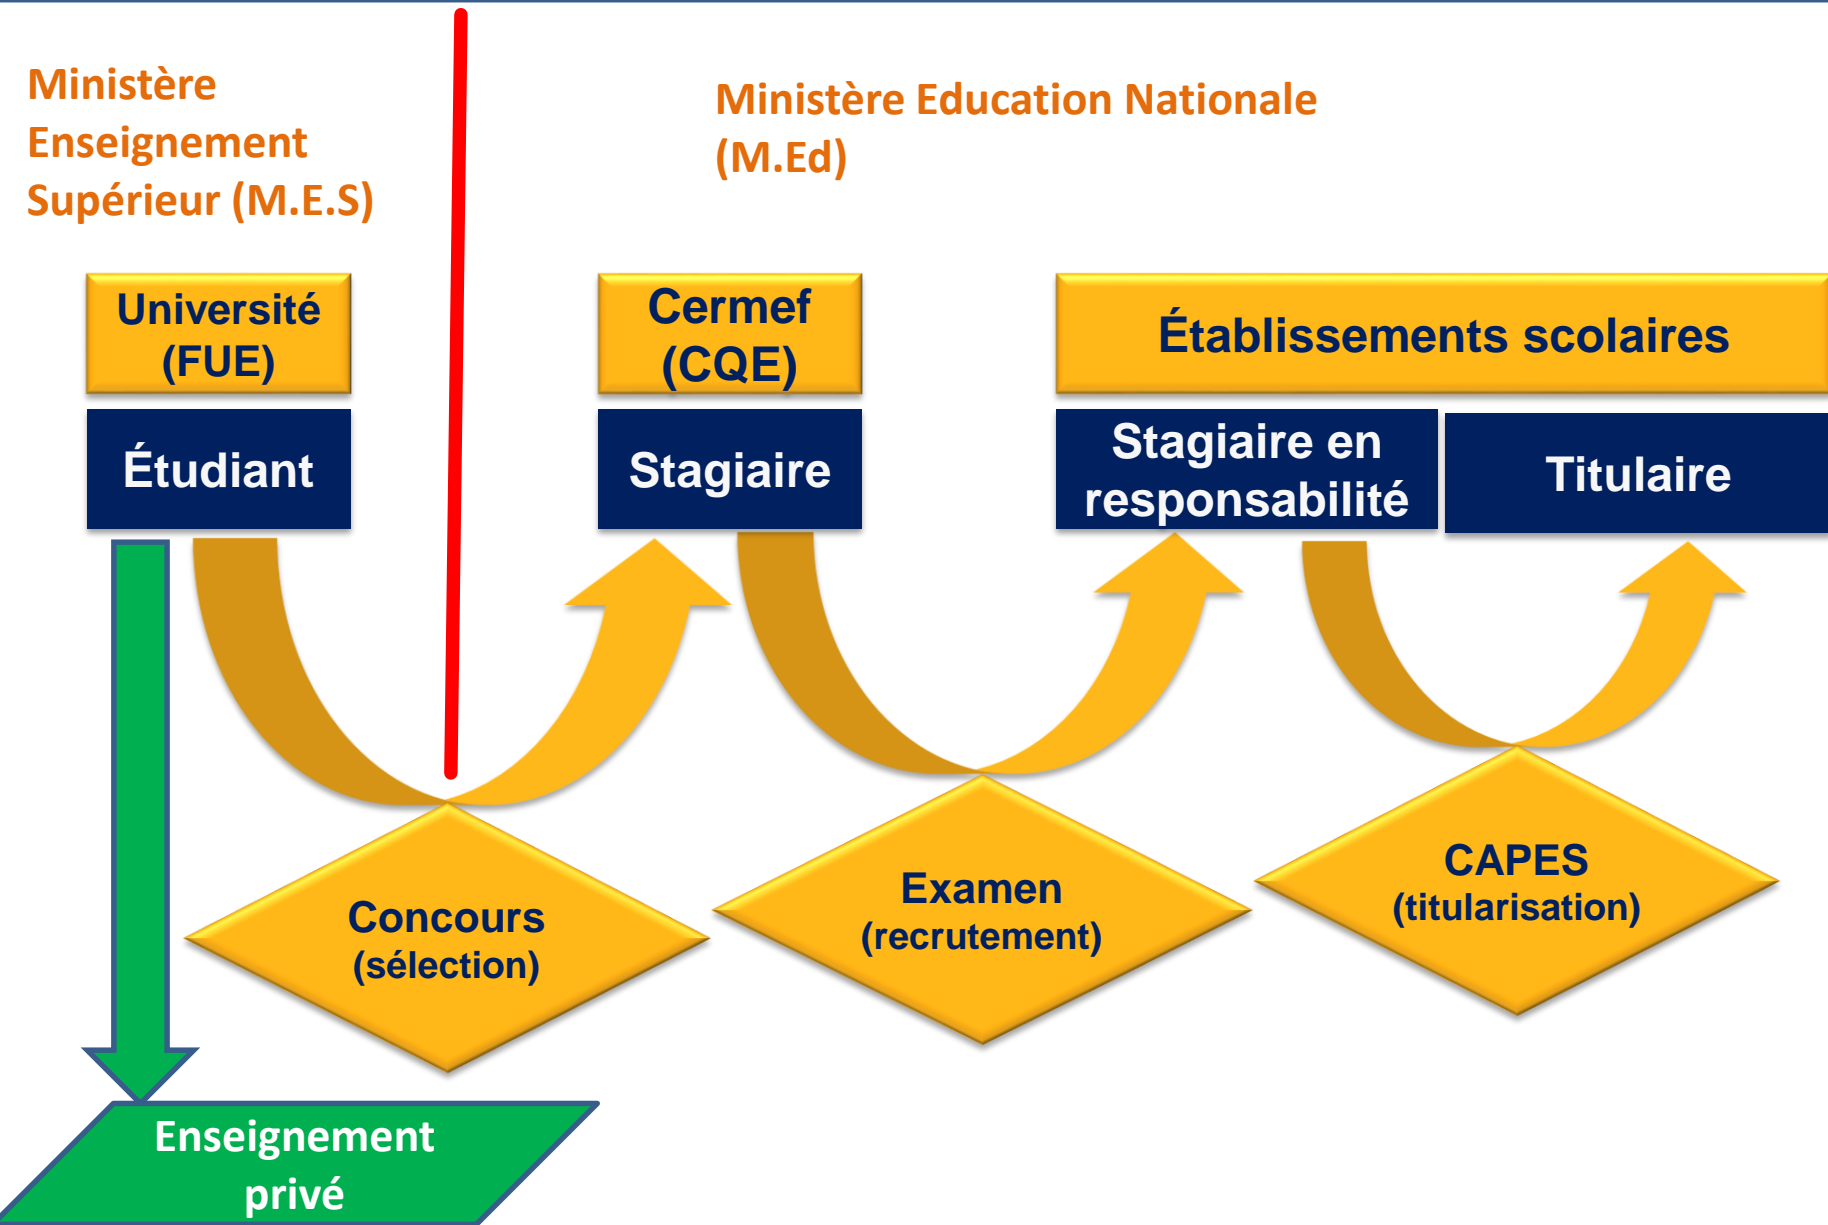 Ministère
Enseignement
Supérieur (M.E.S)
Ministère Education Nationale
(M.Ed)
Université
(FUE)
Cermef
(CQE)
Établissements scolaires
Étudiant
Stagiaire
Stagiaire en
responsabilité
Titulaire
Concours
(sélection)
Examen
(recrutement)
CAPES
(titularisation)
Enseignement
privé